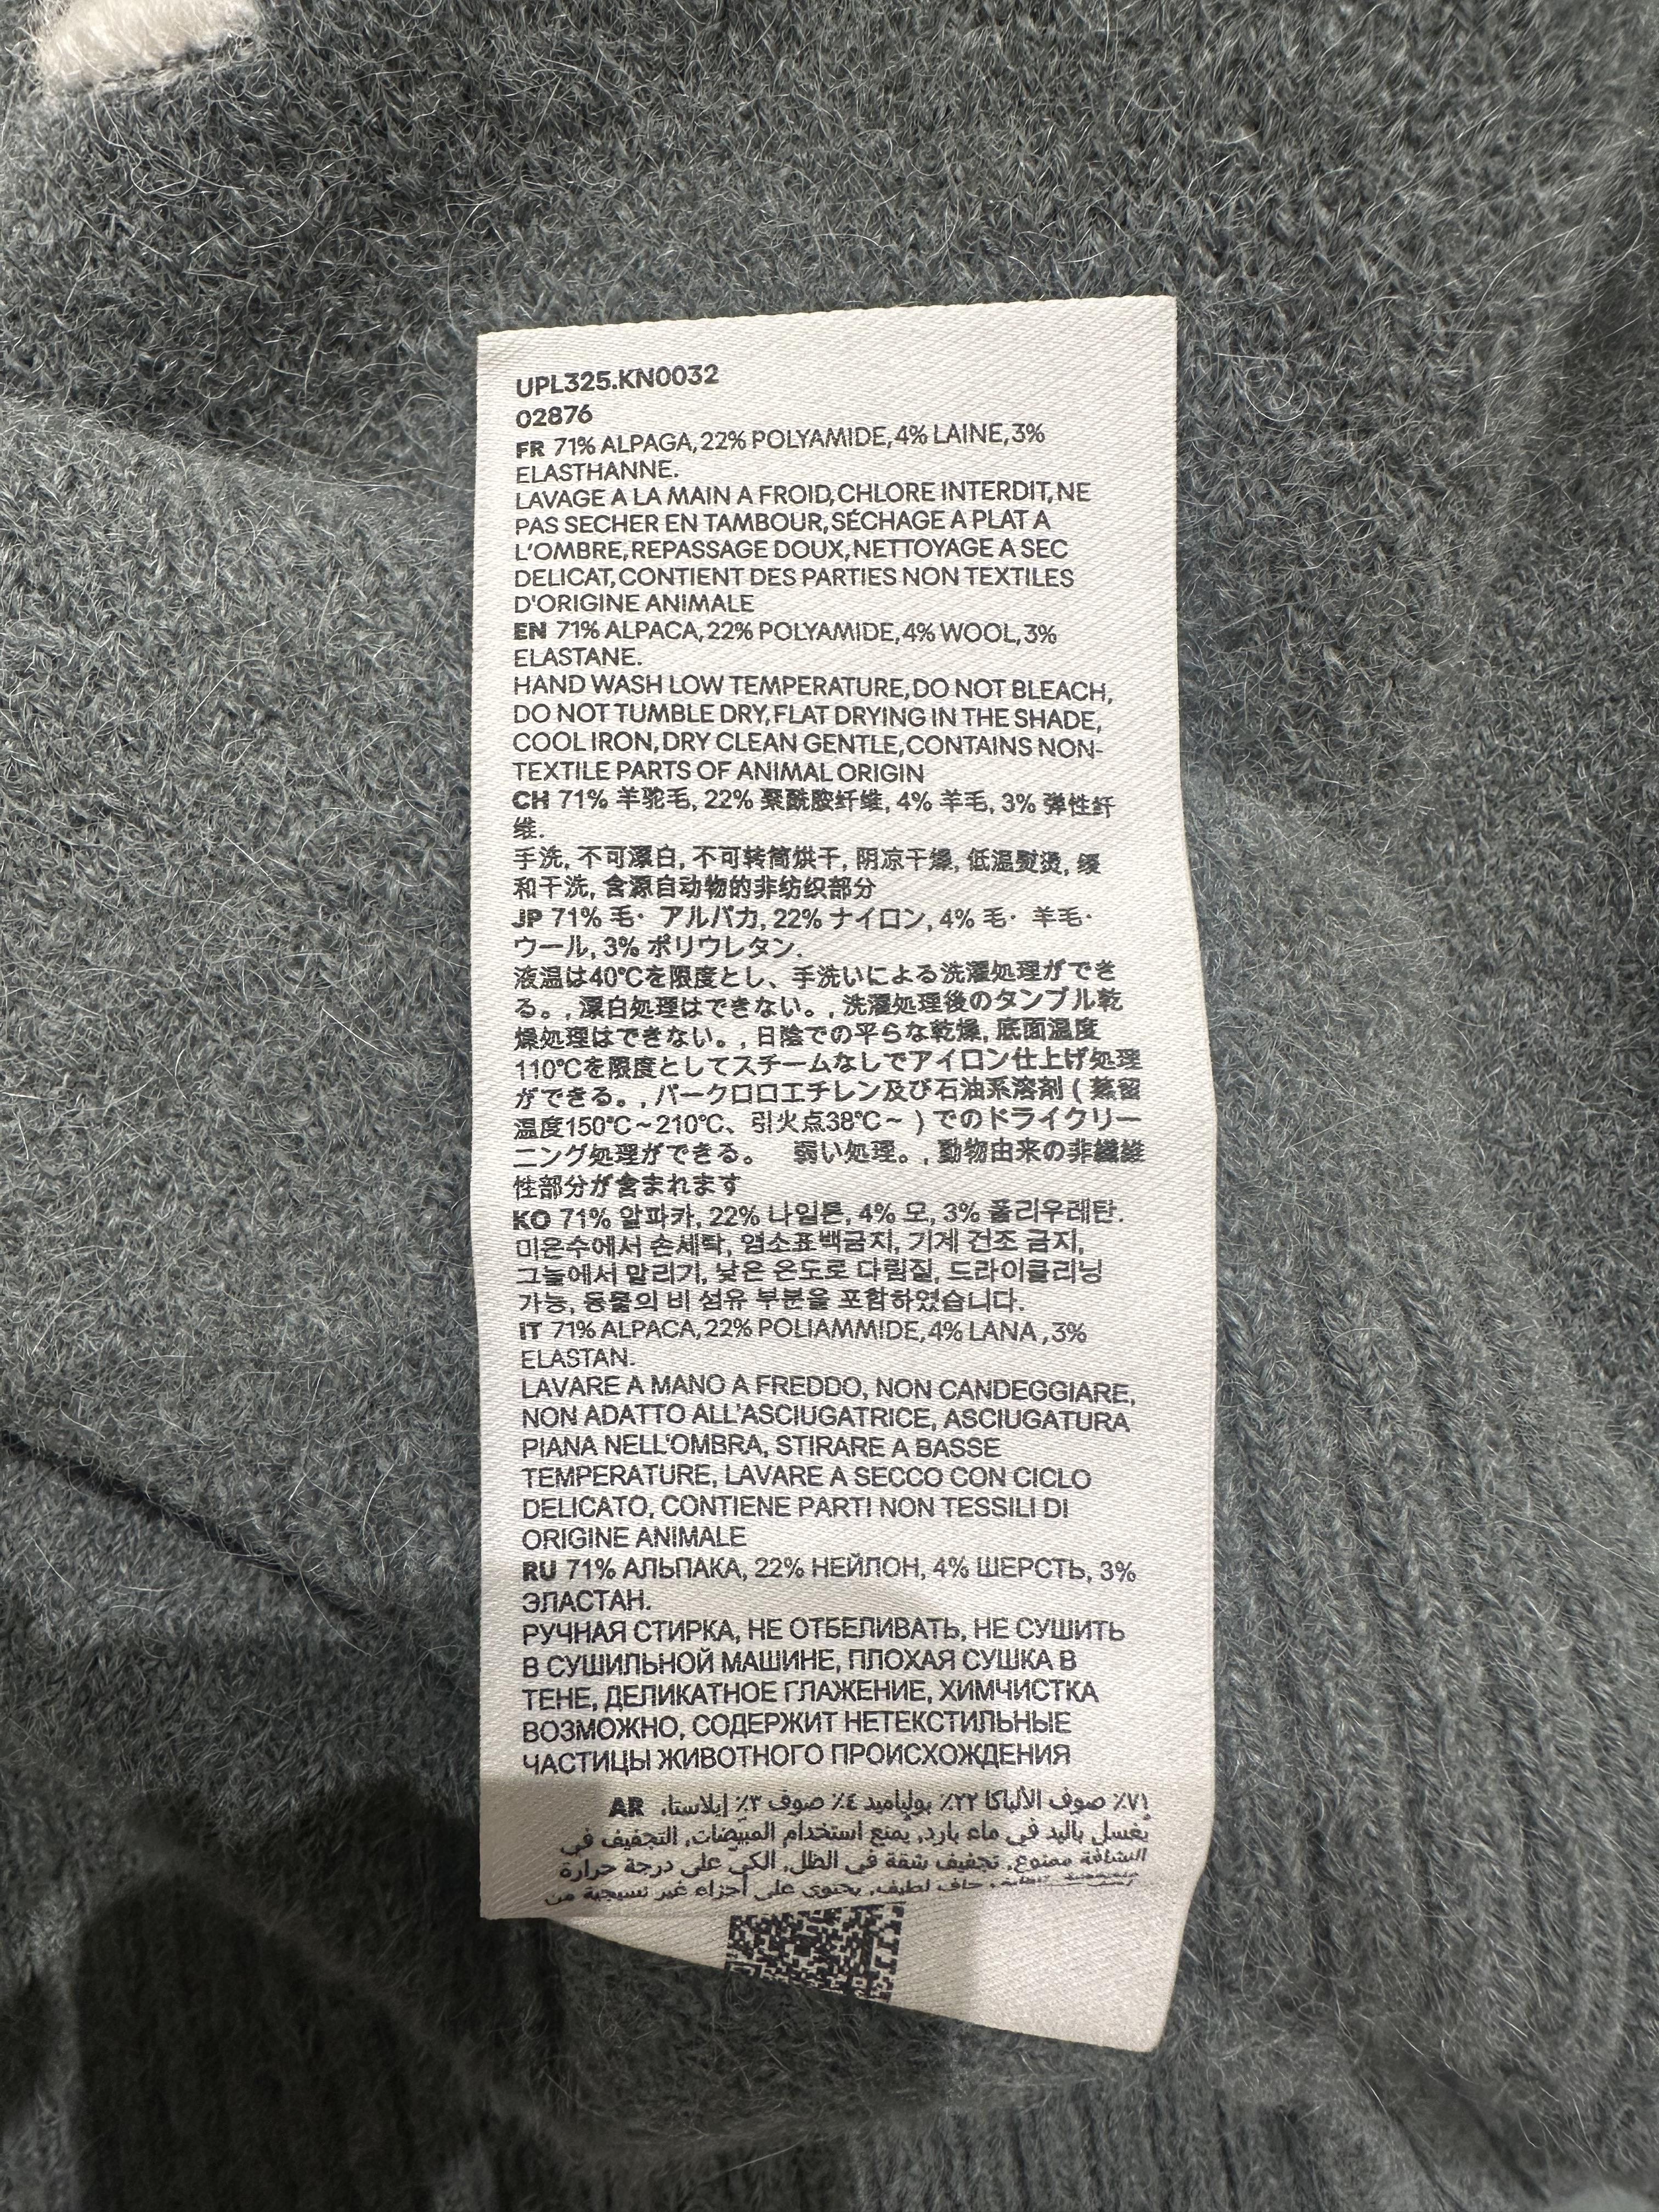 UPL325.KN0032
02876
FR 71% ALPAGA, 22% POLYAMIDE, 4% LAINE, 3%
ELASTHANNE.
LAVAGE A LA MAIN A FROID, CHLORE INTERDIT, NE
PAS SECHER EN TAMBOUR, SÉCHAGE A PLAT A
L'OMBRE, REPASSAGE DOUX, NETTOYAGE A SEC
DELICAT, CONTIENT DES PARTIES NON TEXTILES
D'ORIGINE ANIMALE
EN 71% ALPACA, 22% POLYAMIDE, 4% WOOL, 3%
ELASTANE.
HAND WASH LOW TEMPERATURE, DO NOT BLEACH,
DO NOT TUMBLE DRY, FLAT DRYING IN THE SHADE,
COOL IRON, DRY CLEAN GENTLE, CONTAINS NON-
TEXTILE PARTS OF ANIMAL ORIGIN
CH 71% 羊驼毛, 22% 聚酰胺纤维, 4% 羊毛, 3% 弹性纤
维.
手洗, 不可漂白, 不可转筒烘干, 阴凉干燥, 低温熨烫, 缓
和干洗, 含源自动物的非纺织部分
JP 71% 毛・ アルパカ, 22% ナイロン, 4% 毛・ 羊毛・
ウール, 3% ポリウレタン.
液温は40℃を限度とし、手洗いによる洗濯処理ができ
る。, 漂白処理はできない。, 洗濯処理後のタンブル乾
燥処理はできない。, 日陰での平らな乾燥, 底面温度
110℃を限度としてスチームなしでアイロン仕上げ処理
ができる。, パークロロエチレン及び石油系溶剤 ( 蒸留
温度150℃~210℃、引火点38℃~ ) でのドライクリー
ニング処理ができる。 弱い処理。, 動物由来の非繊維
性部分が含まれます
KO 71% 알파카, 22% 나일론, 4% 모, 3% 폴리우레탄.
미온수에서 손세탁, 염소표백금지, 기계 건조 금지,
그늘에서 말리기, 낮은 온도로 다림질, 드라이클리닝
가능, 동물의 비 섬유 부분을 포함하였습니다.
IT 71% ALPACA, 22% POLIAMMIDE, 4% LANA , 3%
ELASTAN.
LAVARE A MANO A FREDDO, NON CANDEGGIARE,
NON ADATTO ALL'ASCIUGATRICE, ASCIUGATURA
PIANA NELL'OMBRA, STIRARE A BASSE
TEMPERATURE, LAVARE A SECCO CON CICLO
DELICATO, CONTIENE PARTI NON TESSILI DI
ORIGINE ANIMALE
RU 71% АЛЬПАКА, 22% НЕЙЛОН, 4% ШЕРСТЬ, 3%
ЭЛАСТАН.
РУЧНАЯ СТИРКА, НЕ ОТБЕЛИВАТЬ, НЕ СУШИТЬ
В СУШИЛЬНОЙ МАШИНЕ, ПЛОХАЯ СУШКА В
ТЕНЕ, ДЕЛИКАТНОЕ ГЛАЖЕНИЕ, ХИМЧИСТКА
ВОЗМОЖНО, СОДЕРЖИТ НЕТЕКСТИЛЬНЫЕ
ЧАСТИЦЫ ЖИВОТНОГО ПРОИСХОЖДЕНИЯ
٧١٪ صوف الألباكا ٢٢٪ بولياميد ٤٪ صوف ٣٪ إيلاستا. AR
يُغسل باليد في ماء بارد, يمنع استخدام المبيّضات, التجفيف في
النشافة ممنوع, تجفيف شقة في الظل, الكيّ على درجة حرارة
جاف لطيف, يحتوي على أجزاء غير نسيجية من